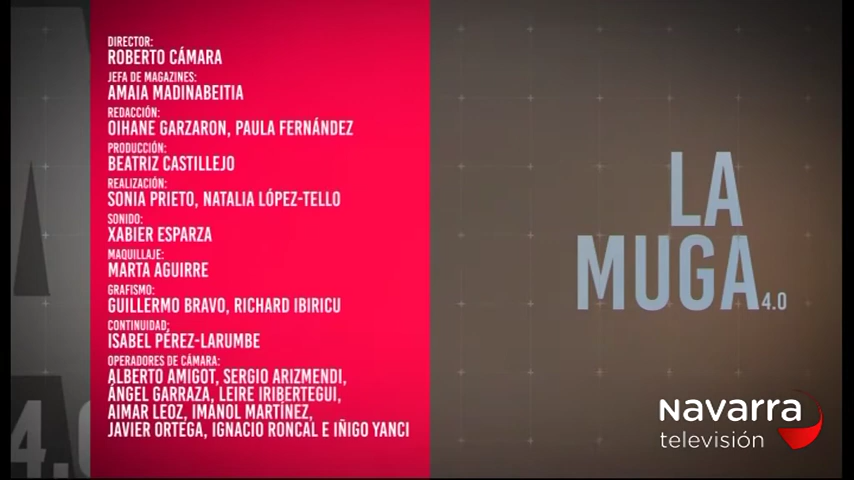 DIRECTOR:
ROBERTO CÁMARA
JEFA DE MAGAZINES:
AMAIA MADINABEITIA
REDACCIÓN:
OIHANE GARZARON, PAULA FERNÁNDEZ
PRODUCCIÓN:
BEATRIZ CASTILLEJO
REALIZACIÓN:
SONIA PRIETO, NATALIA LÓPEZ-TELLO
SONIDO:
XABIER ESPARZA
MAQUILLAJE:
MARTA AGUIRRE
GRAFISMO:
GUILLERMO BRAVO, RICHARD IBIRICU
CONTINUIDAD:
ISABEL PÉREZ-LARUMBE
OPERADORES DE CÁMARA:
ALBERTO AMIGOT, SERGIO ARIZMENDI,
ÁNGEL GARRAZA, LEIRE IRIBERTEGUI,
AIMAR LEOZ, IMANOL MARTÍNEZ,
JAVIER ORTEGA, IGNACIO RONCAL E IÑIGO YANCI
LA
MUGA 4.0
Navarra
televisión
4.0